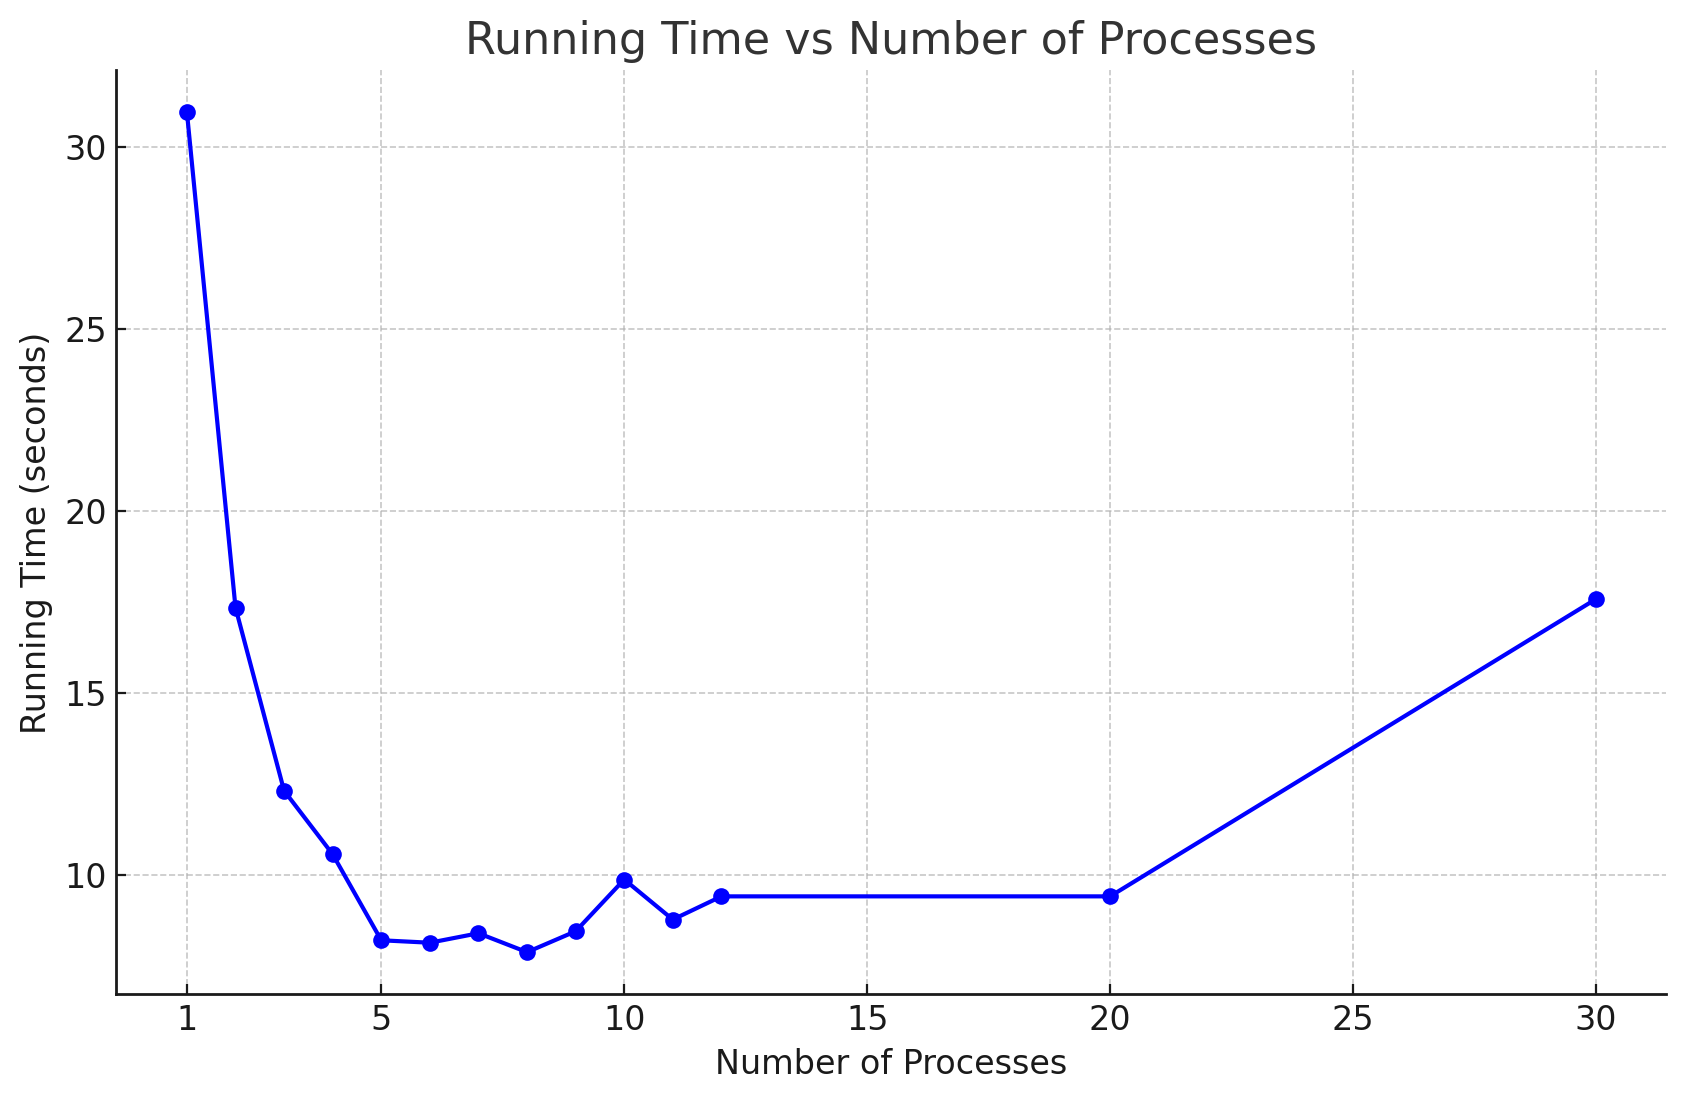 Running Time vs Number of Processes
Running Time (seconds)
30
25
20
15
10
1 5 10 15 20 25 30
Number of Processes